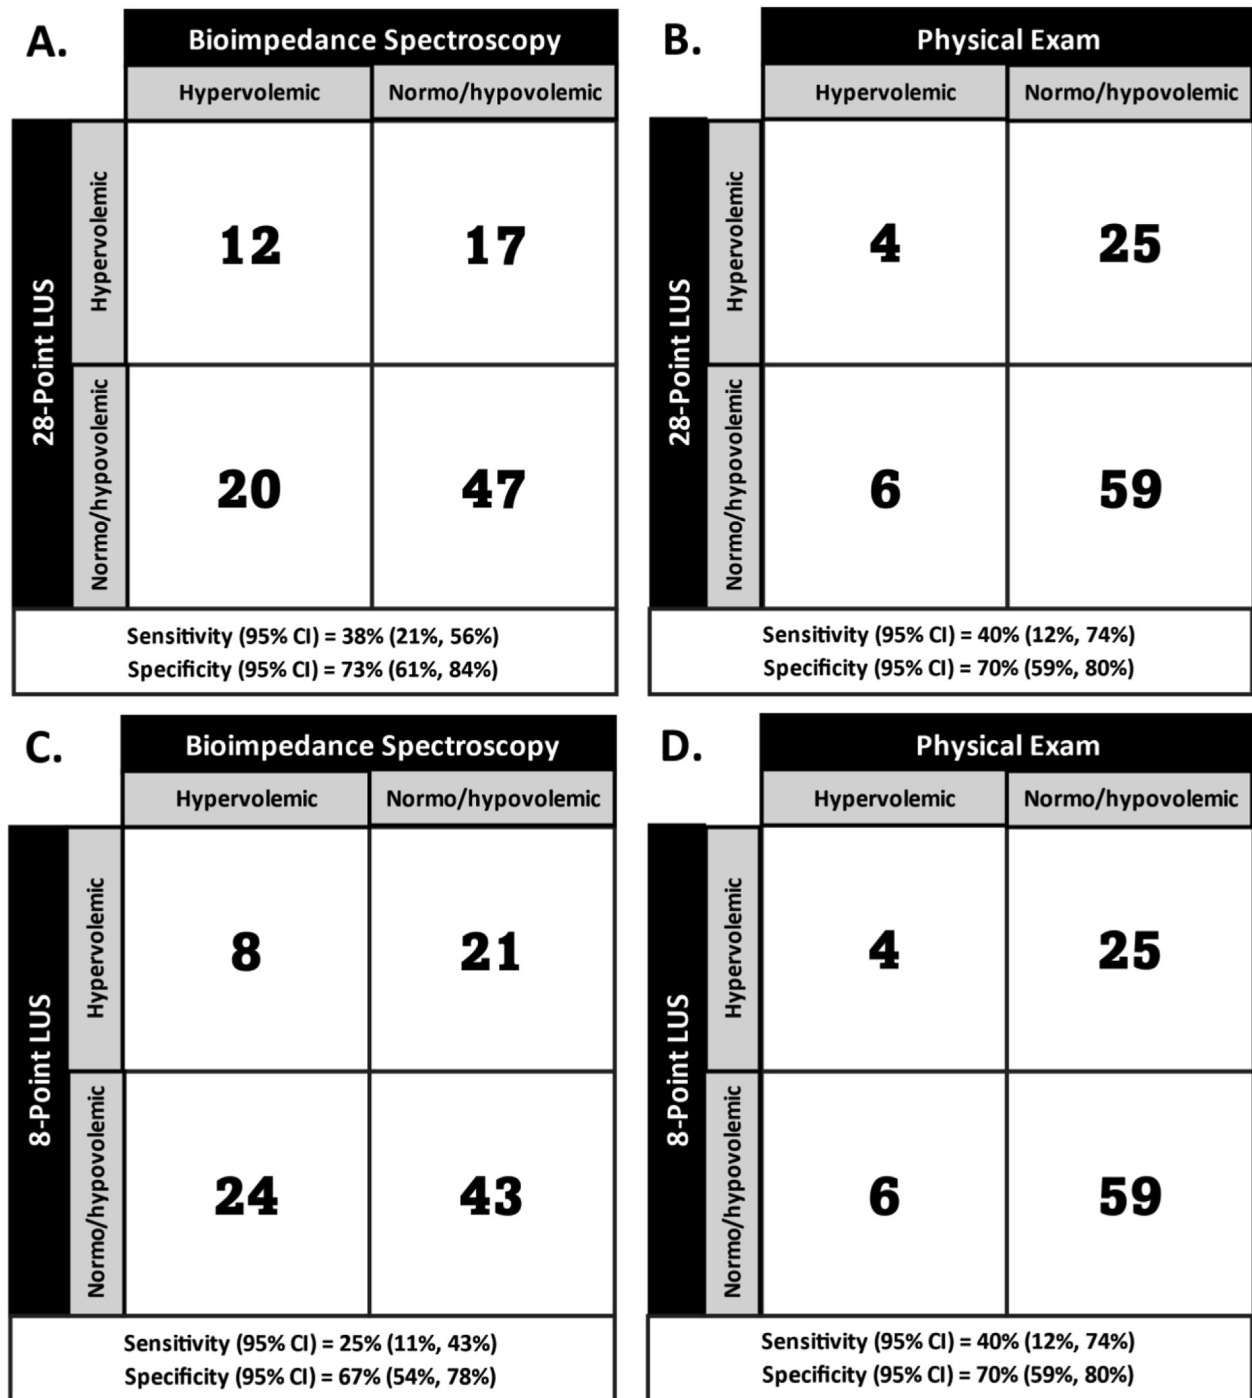 A.
Bioimpedance Spectroscopy
Hypervolemic
Normo/hypovolemic
28-Point LUS
Hypervolemic
12
17
Normo/hypovolemic
20
47
Sensitivity (95% CI) = 38% (21%, 56%)
Specificity (95% CI) = 73% (61%, 84%)
B.
Physical Exam
Hypervolemic
Normo/hypovolemic
28-Point LUS
Hypervolemic
4
25
Normo/hypovolemic
6
59
Sensitivity (95% CI) = 40% (12%, 74%)
Specificity (95% CI) = 70% (59%, 80%)
C.
Bioimpedance Spectroscopy
Hypervolemic
Normo/hypovolemic
8-Point LUS
Hypervolemic
8
21
Normo/hypovolemic
24
43
Sensitivity (95% CI) = 25% (11%, 43%)
Specificity (95% CI) = 67% (54%, 78%)
D.
Physical Exam
Hypervolemic
Normo/hypovolemic
8-Point LUS
Hypervolemic
4
25
Normo/hypovolemic
6
59
Sensitivity (95% CI) = 40% (12%, 74%)
Specificity (95% CI) = 70% (59%, 80%)